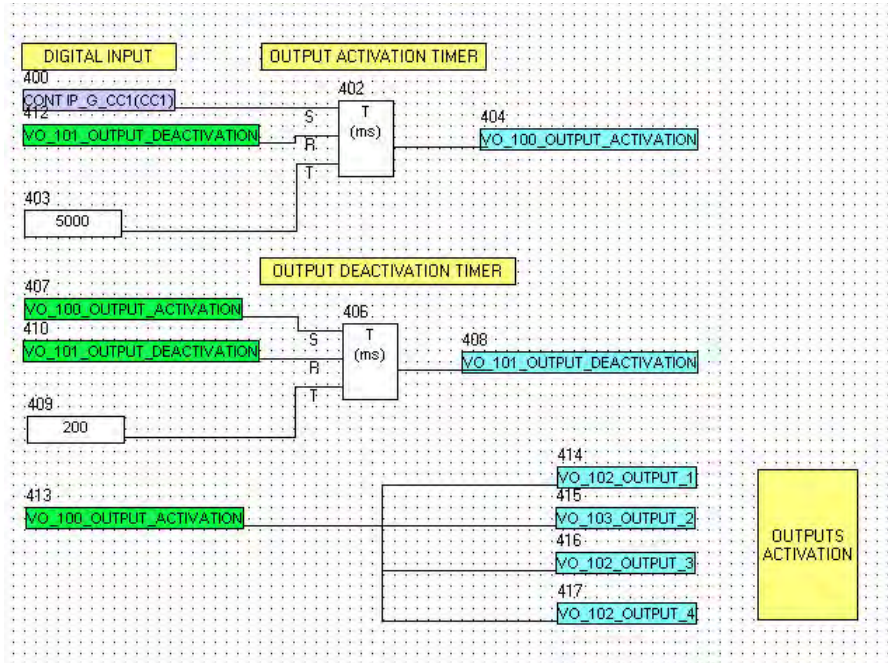 DIGITAL INPUT
OUTPUT ACTIVATION TIMER
400
CONT IP_G_CC1(CC1)
402
412
VO_101_OUTPUT_DEACTIVATION
S
R
T
T
(ms)
404
VO_100_OUTPUT_ACTIVATION
403
5000
OUTPUT DEACTIVATION TIMER
407
VO_100_OUTPUT_ACTIVATION
406
410
VO_101_OUTPUT_DEACTIVATION
S
R
T
T
(ms)
408
VO_101_OUTPUT_DEACTIVATION
409
200
413
VO_100_OUTPUT_ACTIVATION
414
VO_102_OUTPUT_1
415
VO_103_OUTPUT_2
416
VO_102_OUTPUT_3
417
VO_102_OUTPUT_4
OUTPUTS
ACTIVATION